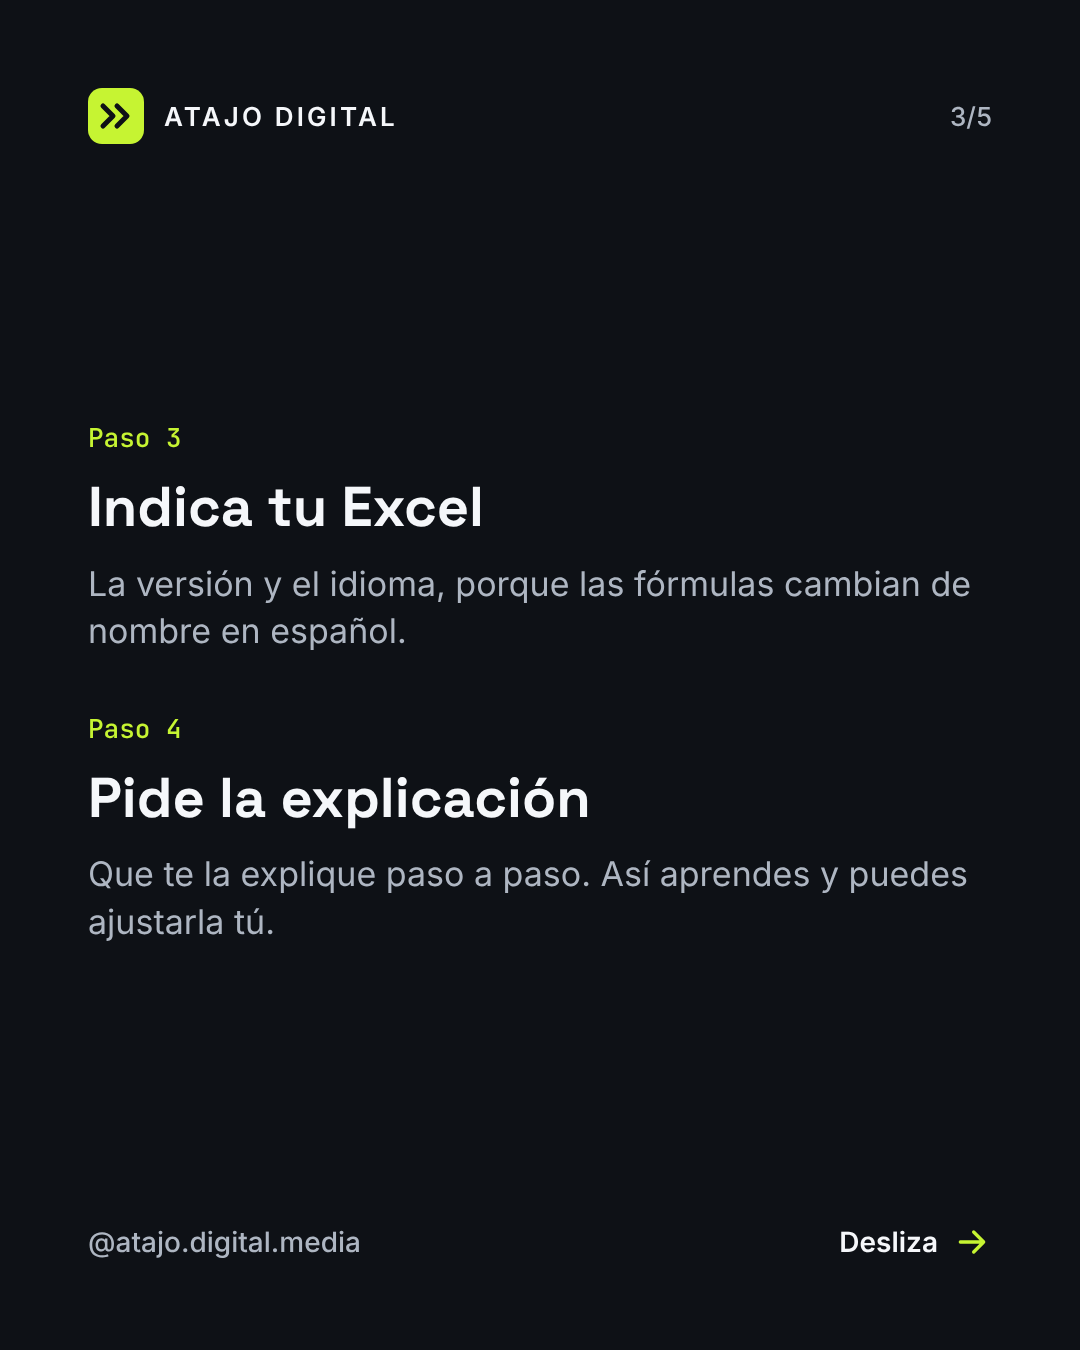 ATAJO DIGITAL
3/5
Paso 3
Indica tu Excel
La versión y el idioma, porque las fórmulas cambian de
nombre en español.
Paso 4
Pide la explicación
Que te la explique paso a paso. Así aprendes y puedes
ajustarla tú.
@atajo.digital.media
Desliza